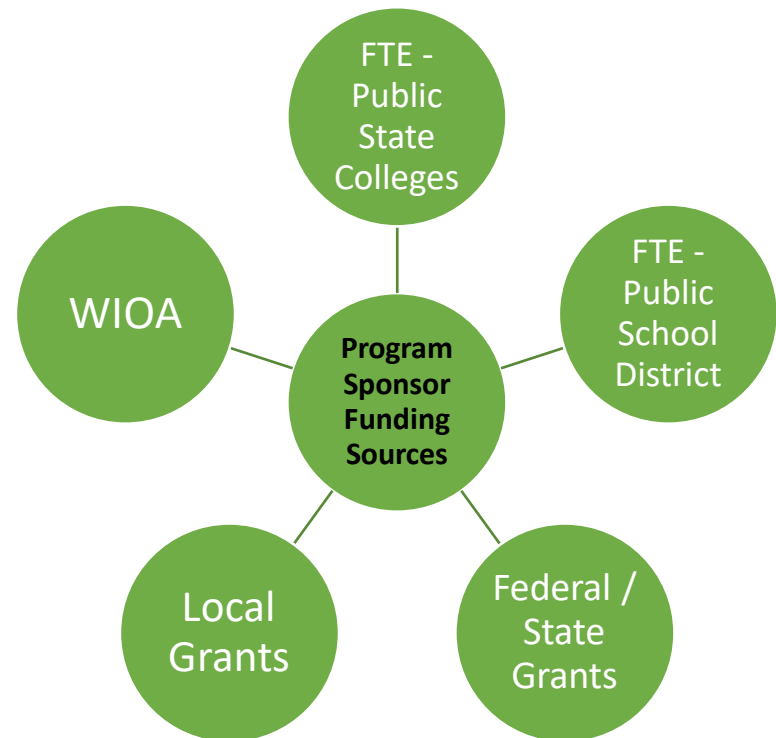 FTE -
Public
State
Colleges
FTE -
Public
School
District
WIOA
Program
Sponsor
Funding
Sources
Local
Grants
Federal /
State
Grants